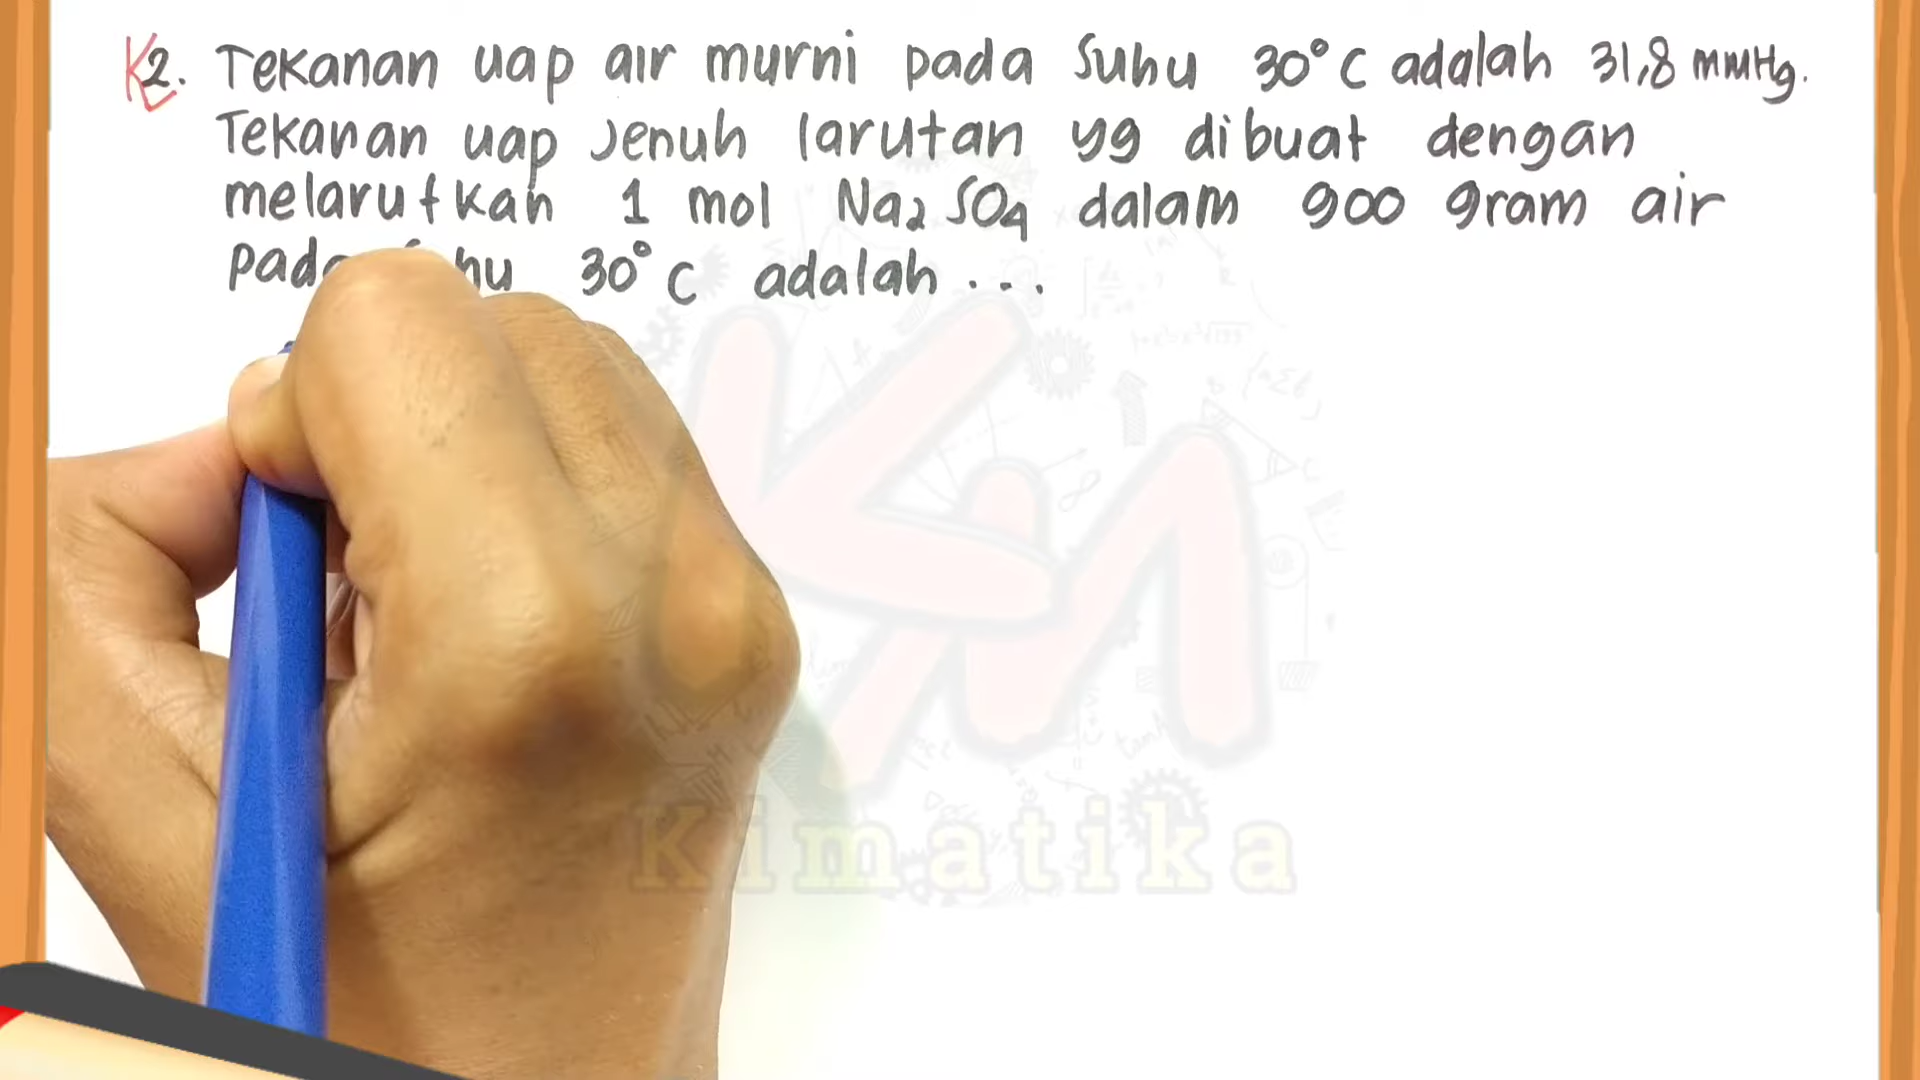 2. Tekanan uap air murni pada suhu 30°C adalah 31,8 mmHg.
Tekanan uap jenuh larutan yg dibuat dengan
melarutkan 1 mol Na₂SO₄ dalam 900 gram air
30°C adalah ...
Kimatika